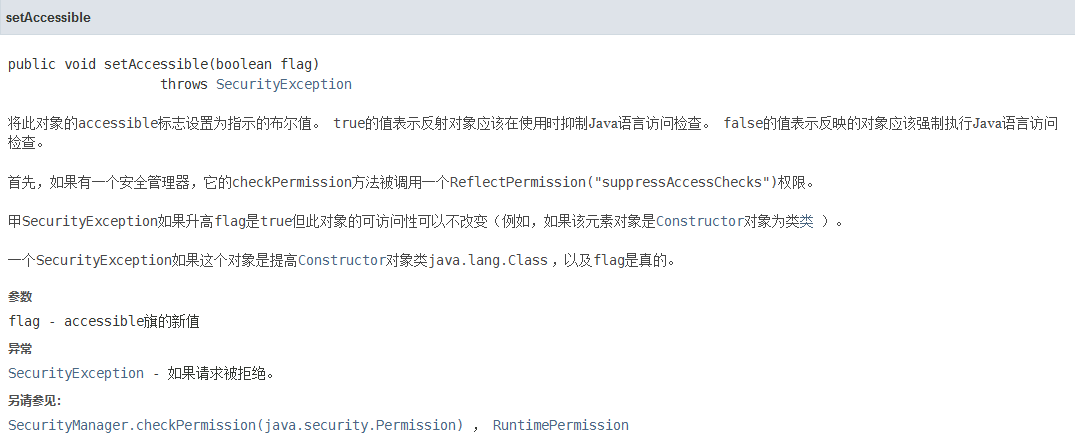 setAccessible
public void setAccessible(boolean flag)
throws SecurityException
将此对象的accessible标志设置为指示的布尔值。 true的值表示反射对象应该在使用时抑制Java语言访问检查。 false的值表示反映的对象应该强制执行Java语言访问
检查。
首先，如果有一个安全管理器，它的checkPermission方法被调用一个ReflectPermission("suppressAccessChecks")权限。
甲SecurityException如果升高flag是true但此对象的可访问性可以不改变（例如，如果该元素对象是Constructor对象为类类 ）。
一个SecurityException如果这个对象是提高Constructor对象类java.lang.Class ，以及flag是真的。
参数
flag - accessible旗的新值
异常
SecurityException - 如果请求被拒绝。
另请参见：
SecurityManager.checkPermission(java.security.Permission) ， RuntimePermission